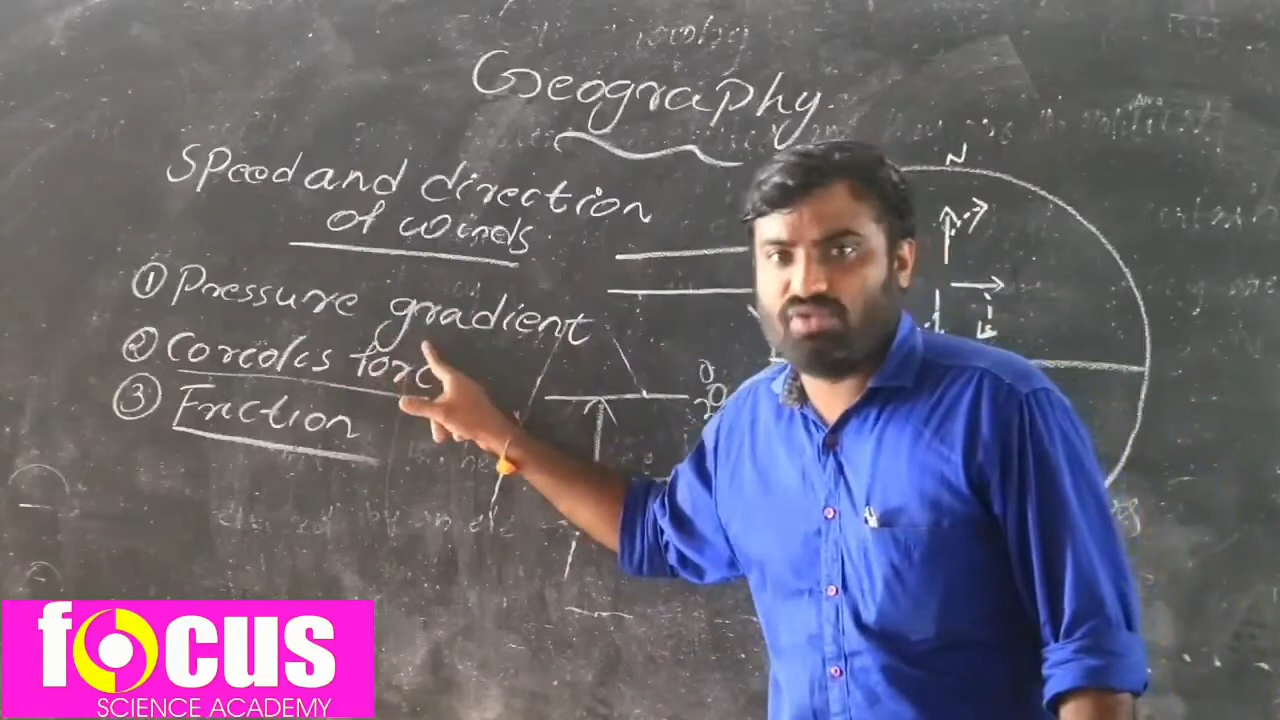 Geography
Speed and direction
of winds
① Pressure gradient
② Coreolis forc
③ Friction
N
focus
SCIENCE ACADEMY